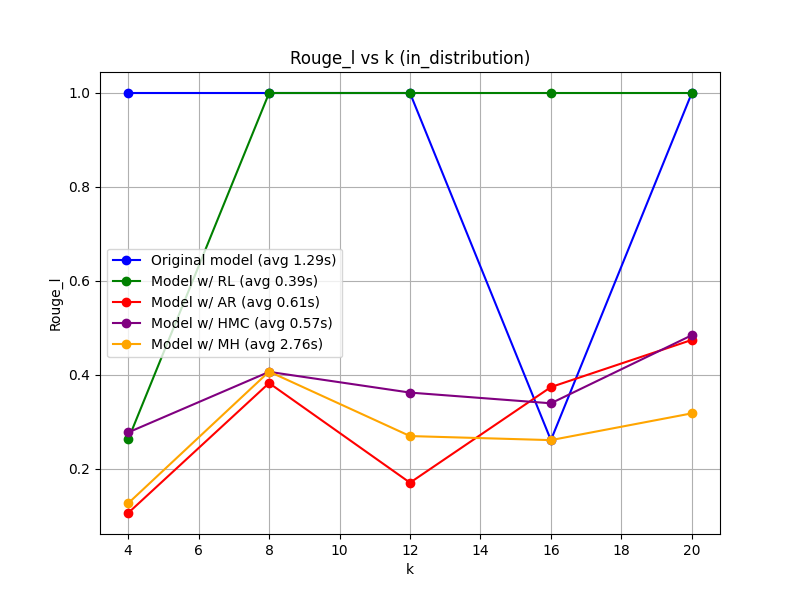 Rouge_l vs k (in_distribution)
1.0
0.8
0.6
0.4
0.2
Rouge_l
Original model (avg 1.29s)
Model w/ RL (avg 0.39s)
Model w/ AR (avg 0.61s)
Model w/ HMC (avg 0.57s)
Model w/ MH (avg 2.76s)
4 6 8 10 12 14 16 18 20
k